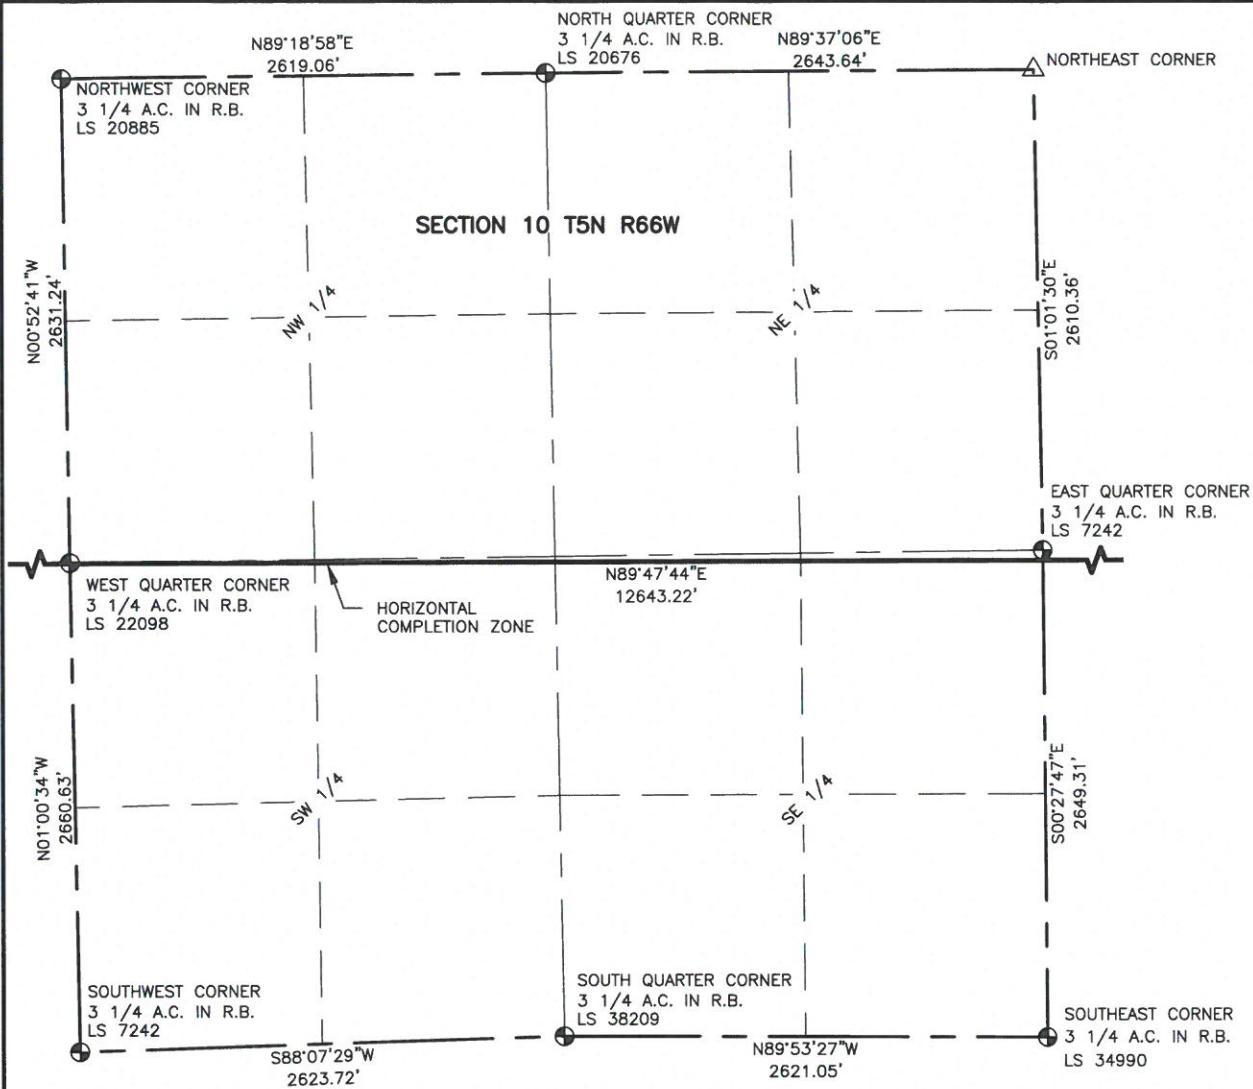 NORTH QUARTER CORNER
3 1/4 A.C. IN R.B.
LS 20676
N89°18'58"E
2619.06'
N89°37'06"E
2643.64'
NORTHEAST CORNER
NORTHWEST CORNER
3 1/4 A.C. IN R.B.
LS 20885
SECTION 10 T5N R66W
N00°52'41"W
2631.24'
NW 1/4
NE 1/4
S01°01'30"E
2610.36'
EAST QUARTER CORNER
3 1/4 A.C. IN R.B.
LS 7242
WEST QUARTER CORNER
3 1/4 A.C. IN R.B.
LS 22098
HORIZONTAL
COMPLETION ZONE
N89°47'44"E
12643.22'
N01°00'34"W
2660.63'
SW 1/4
SE 1/4
S00°27'47"E
2649.31'
SOUTHWEST CORNER
3 1/4 A.C. IN R.B.
LS 7242
SOUTH QUARTER CORNER
3 1/4 A.C. IN R.B.
LS 38209
SOUTHEAST CORNER
3 1/4 A.C. IN R.B.
LS 34990
S88°07'29"W
2623.72'
N89°53'27"W
2621.05'